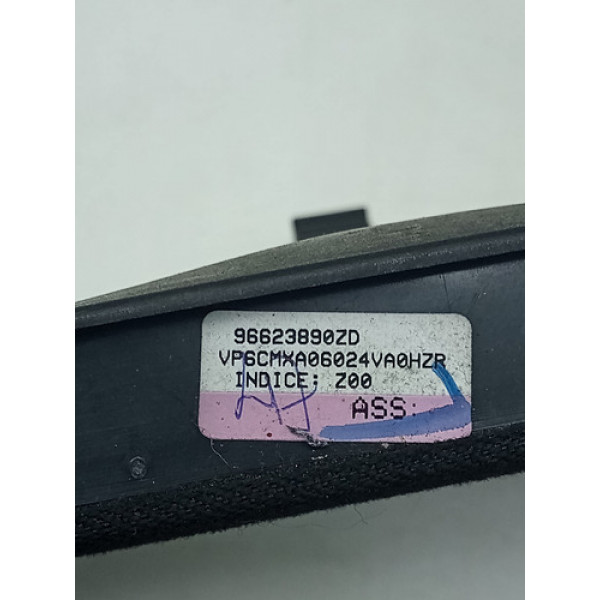 96623890ZD
VP6CMXA06024VA0HZR
INDICE: Z00
ASS: